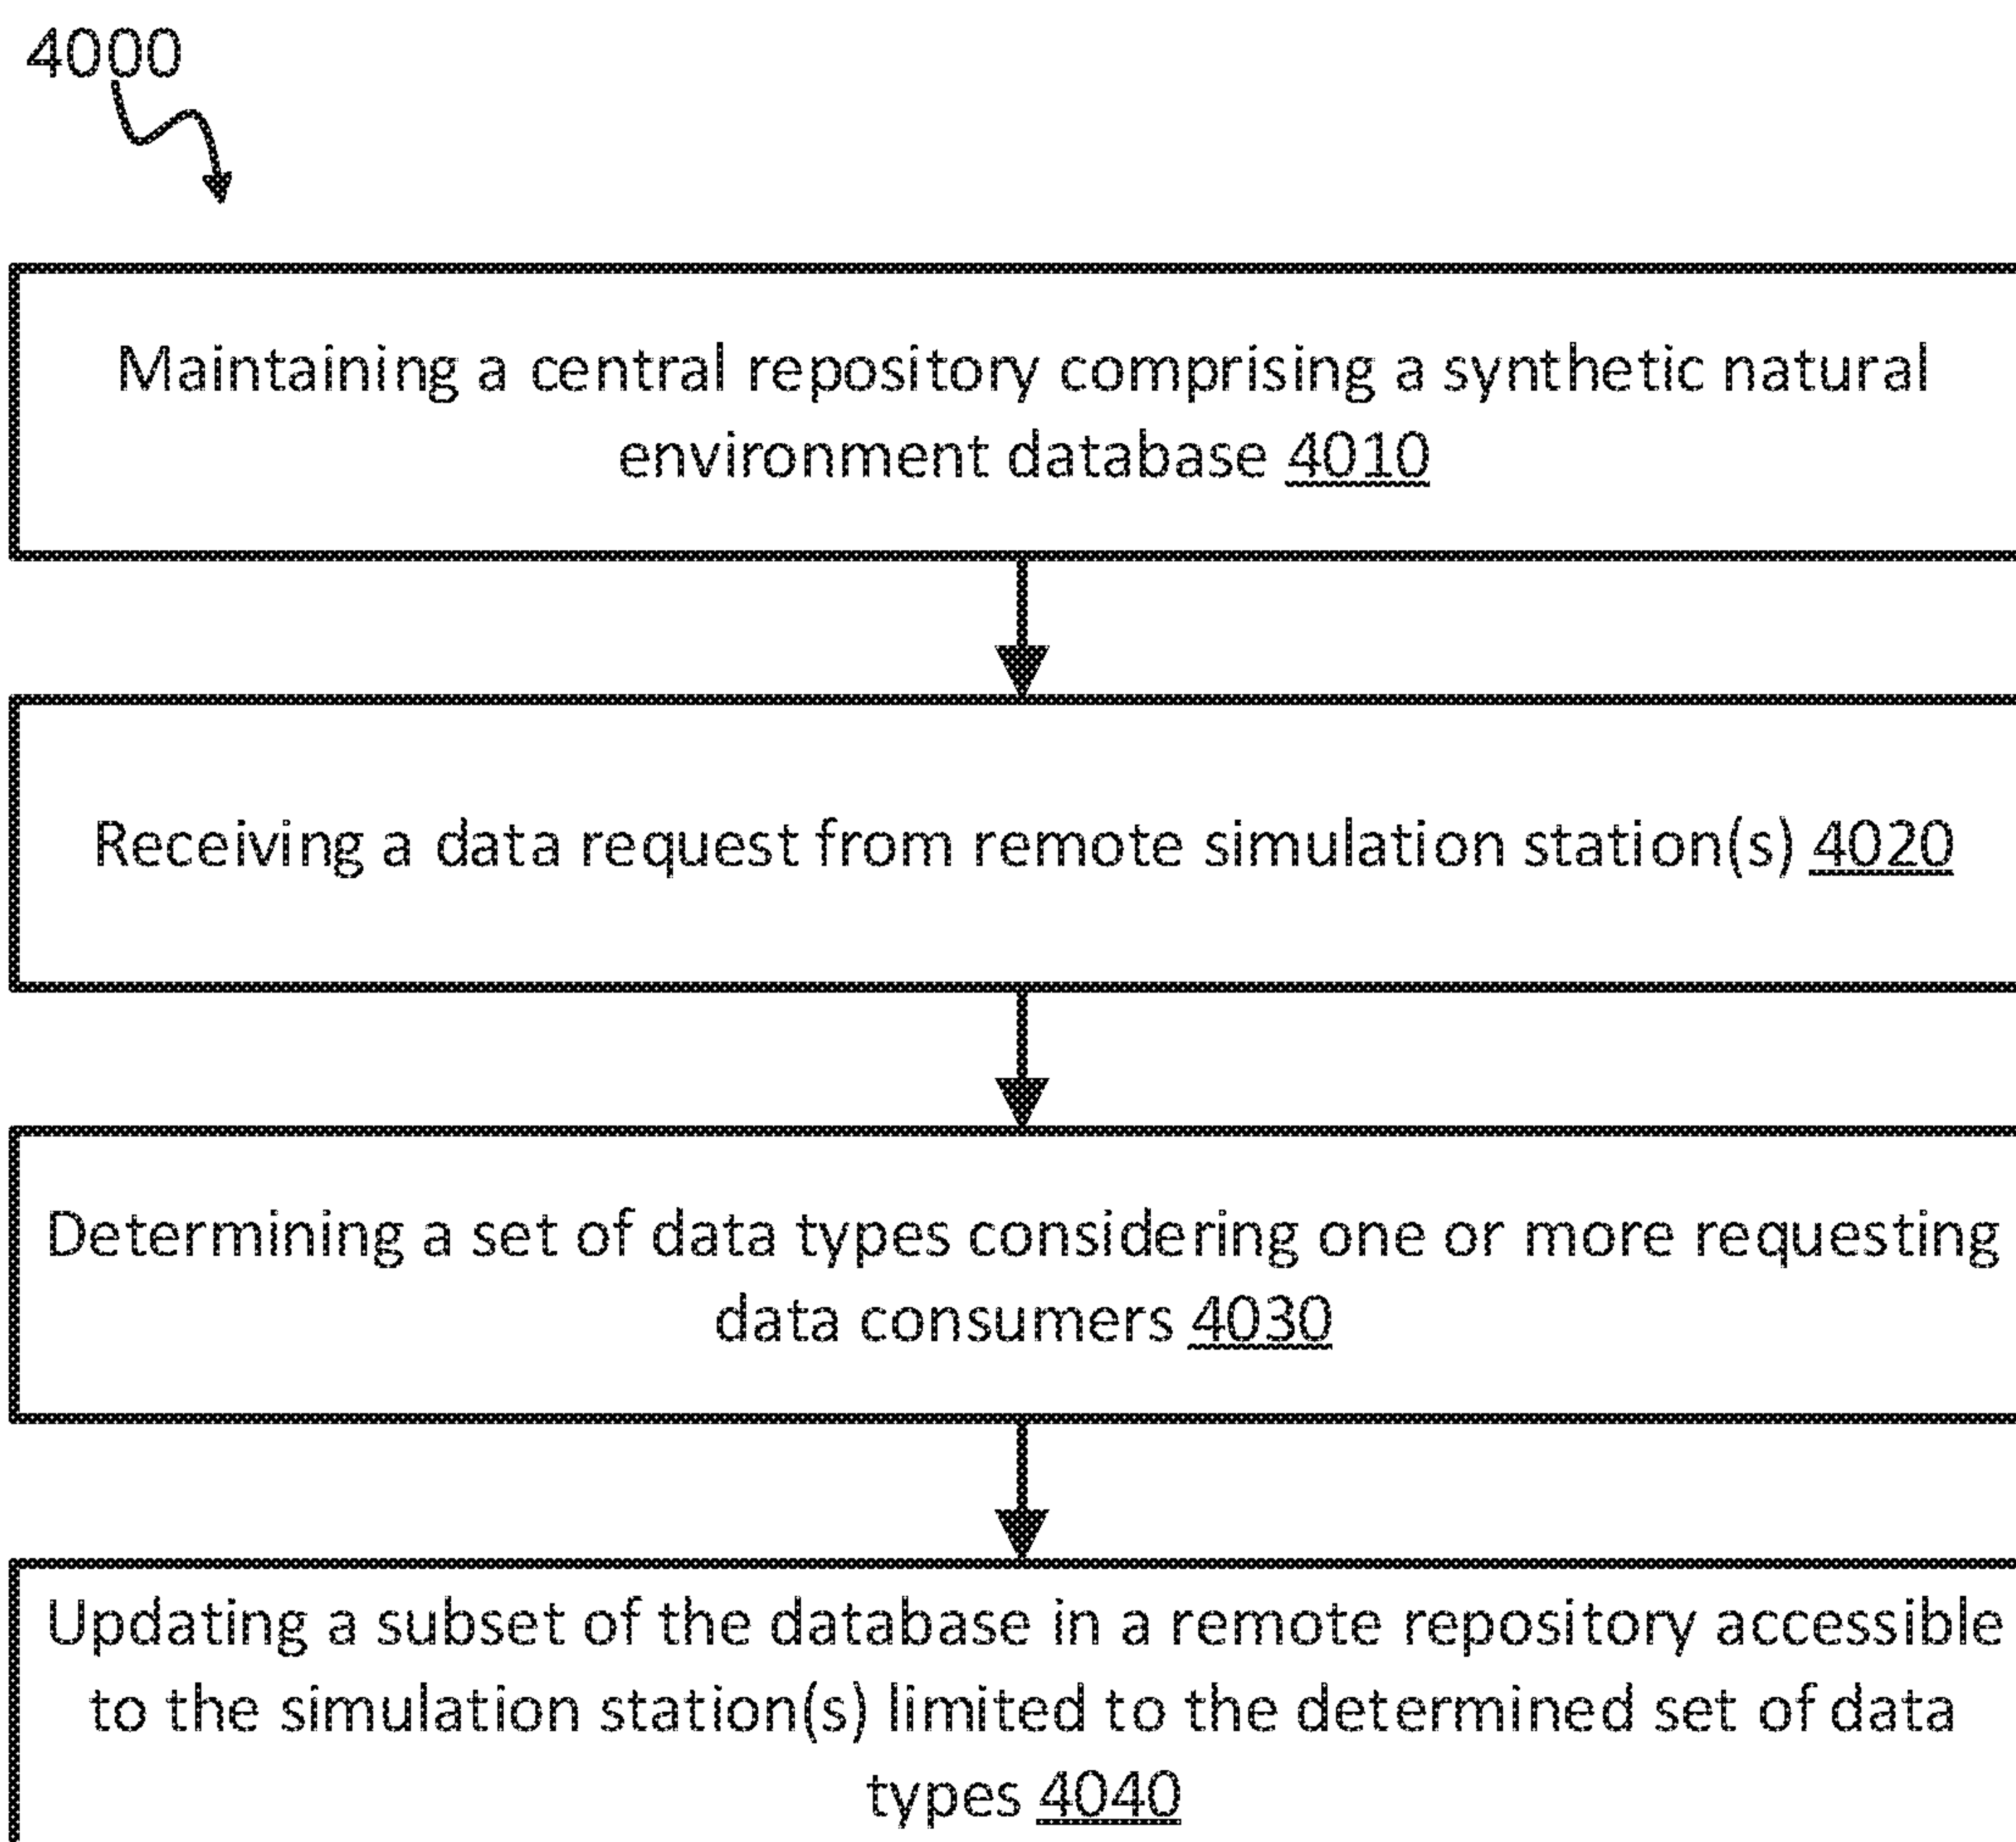 4000
Maintaining a central repository comprising a synthetic natural
environment database 4010
Receiving a data request from remote simulation station(s) 4020
Determining a set of data types considering one or more requesting
data consumers 4030
Updating a subset of the database in a remote repository accessible
to the simulation station(s) limited to the determined set of data
types 4040